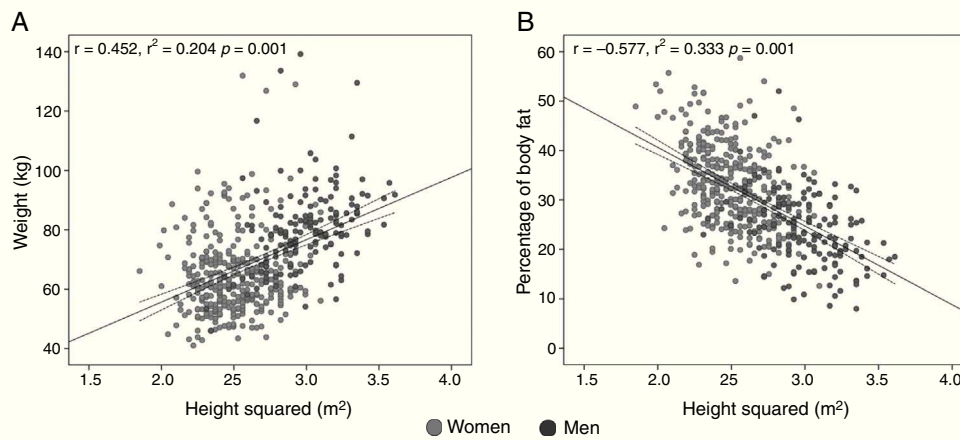 A
r = 0.452, r² = 0.204 p = 0.001
140
120
100
80
60
40
Weight (kg)
1.5 2.0 25 3.0 3.5 4.0
Height squared (m²)
B
r = –0.577, r² = 0.333 p = 0.001
60
50
40
30
20
10
0
Percentage of body fat
1.5 2.0 25 3.0 3.5 4.0
Height squared (m²)
Women Men